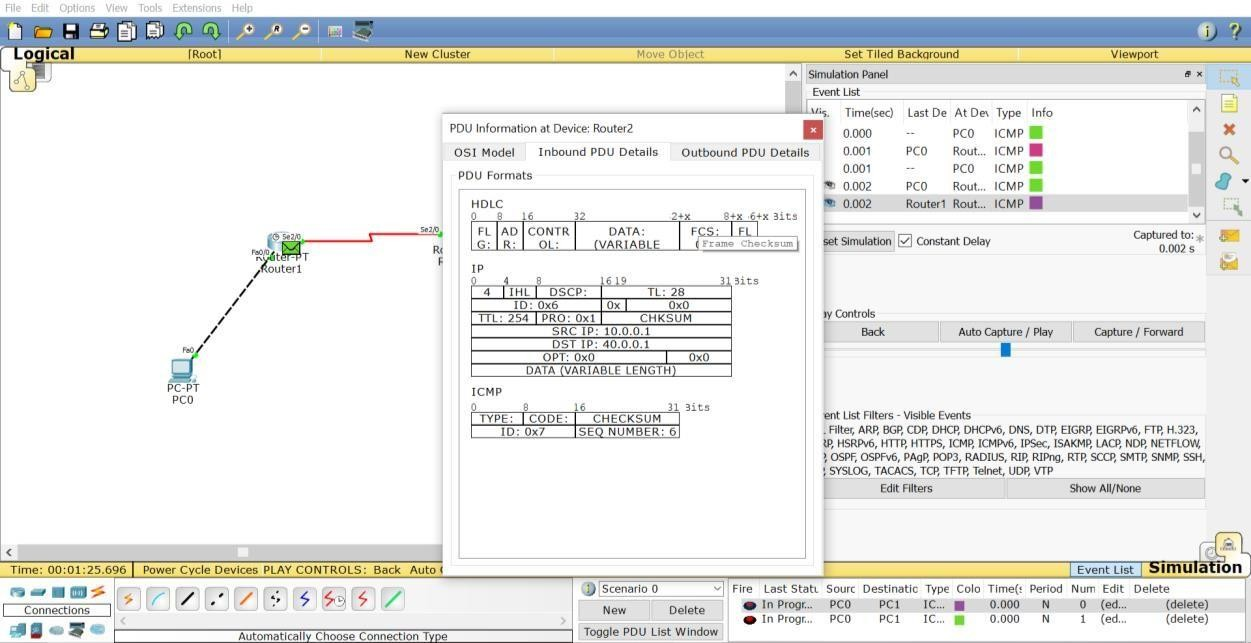 File Edit Options View Tools Extensions Help
Logical [Root] New Cluster Move Object Set Tiled Background Viewport
Simulation Panel
Event List
Vis. Time(sec) Last De At Dev Type Info
0.000 -- PC0 ICMP
0.001 PC0 Rout... ICMP
0.001 -- PC0 ICMP
0.002 PC0 Rout... ICMP
0.002 Router1 Rout... ICMP
set Simulation Constant Delay Captured to: *
0.002 s
ay Controls
Back Auto Capture / Play Capture / Forward
ent List Filters - Visible Events
Filter, ARP, BGP, CDP, DHCP, DHCPv6, DNS, DTP, EIGRP, EIGRPv6, FTP, H.323,
RP, HSRPv6, HTTP, HTTPS, ICMP, ICMPv6, IPSec, ISAKMP, LACP, NDP, NETFLOW,
P, OSPF, OSPFv6, PAgP, POP3, RADIUS, RIP, RIPng, RTP, SCCP, SMTP, SNMP, SSH,
, SYSLOG, TACACS, TCP, TFTP, Telnet, UDP, VTP
Edit Filters Show All/None
PDU Information at Device: Router2
OSI Model Inbound PDU Details Outbound PDU Details
PDU Formats
HDLC
0 8 16 32 2+x 8+x 6+x Bits
FL AD CONTR DATA: FCS: FL
G: R: OL: (VARIABLE
Frame Checksum
IP
0 4 8 16 19 31 Bits
4 IHL DSCP: TL: 28
ID: 0x6 0x 0x0
TTL: 254 PRO: 0x1 CHKSUM
SRC IP: 10.0.0.1
DST IP: 40.0.0.1
OPT: 0x0 0x0
DATA (VARIABLE LENGTH)
ICMP
0 8 16 31 Bits
TYPE: CODE: CHECKSUM
ID: 0x7 SEQ NUMBER: 6
Se2/0
Se2/0
Fa0/0
Router-PT
Router1
Fa0
PC-PT
PC0
Time: 00:01:25.696 Power Cycle Devices PLAY CONTROLS: Back Auto
Event List Simulation
Connections
Automatically Choose Connection Type
Scenario 0
New Delete
Toggle PDU List Window
Fire Last Statu Sourc Destinatic Type Colo Time(s Period Num Edit Delete
In Progr... PC0 PC1 IC... 0.000 N 0 (ed... (delete)
In Progr... PC0 PC1 IC... 0.000 N 1 (ed... (delete)